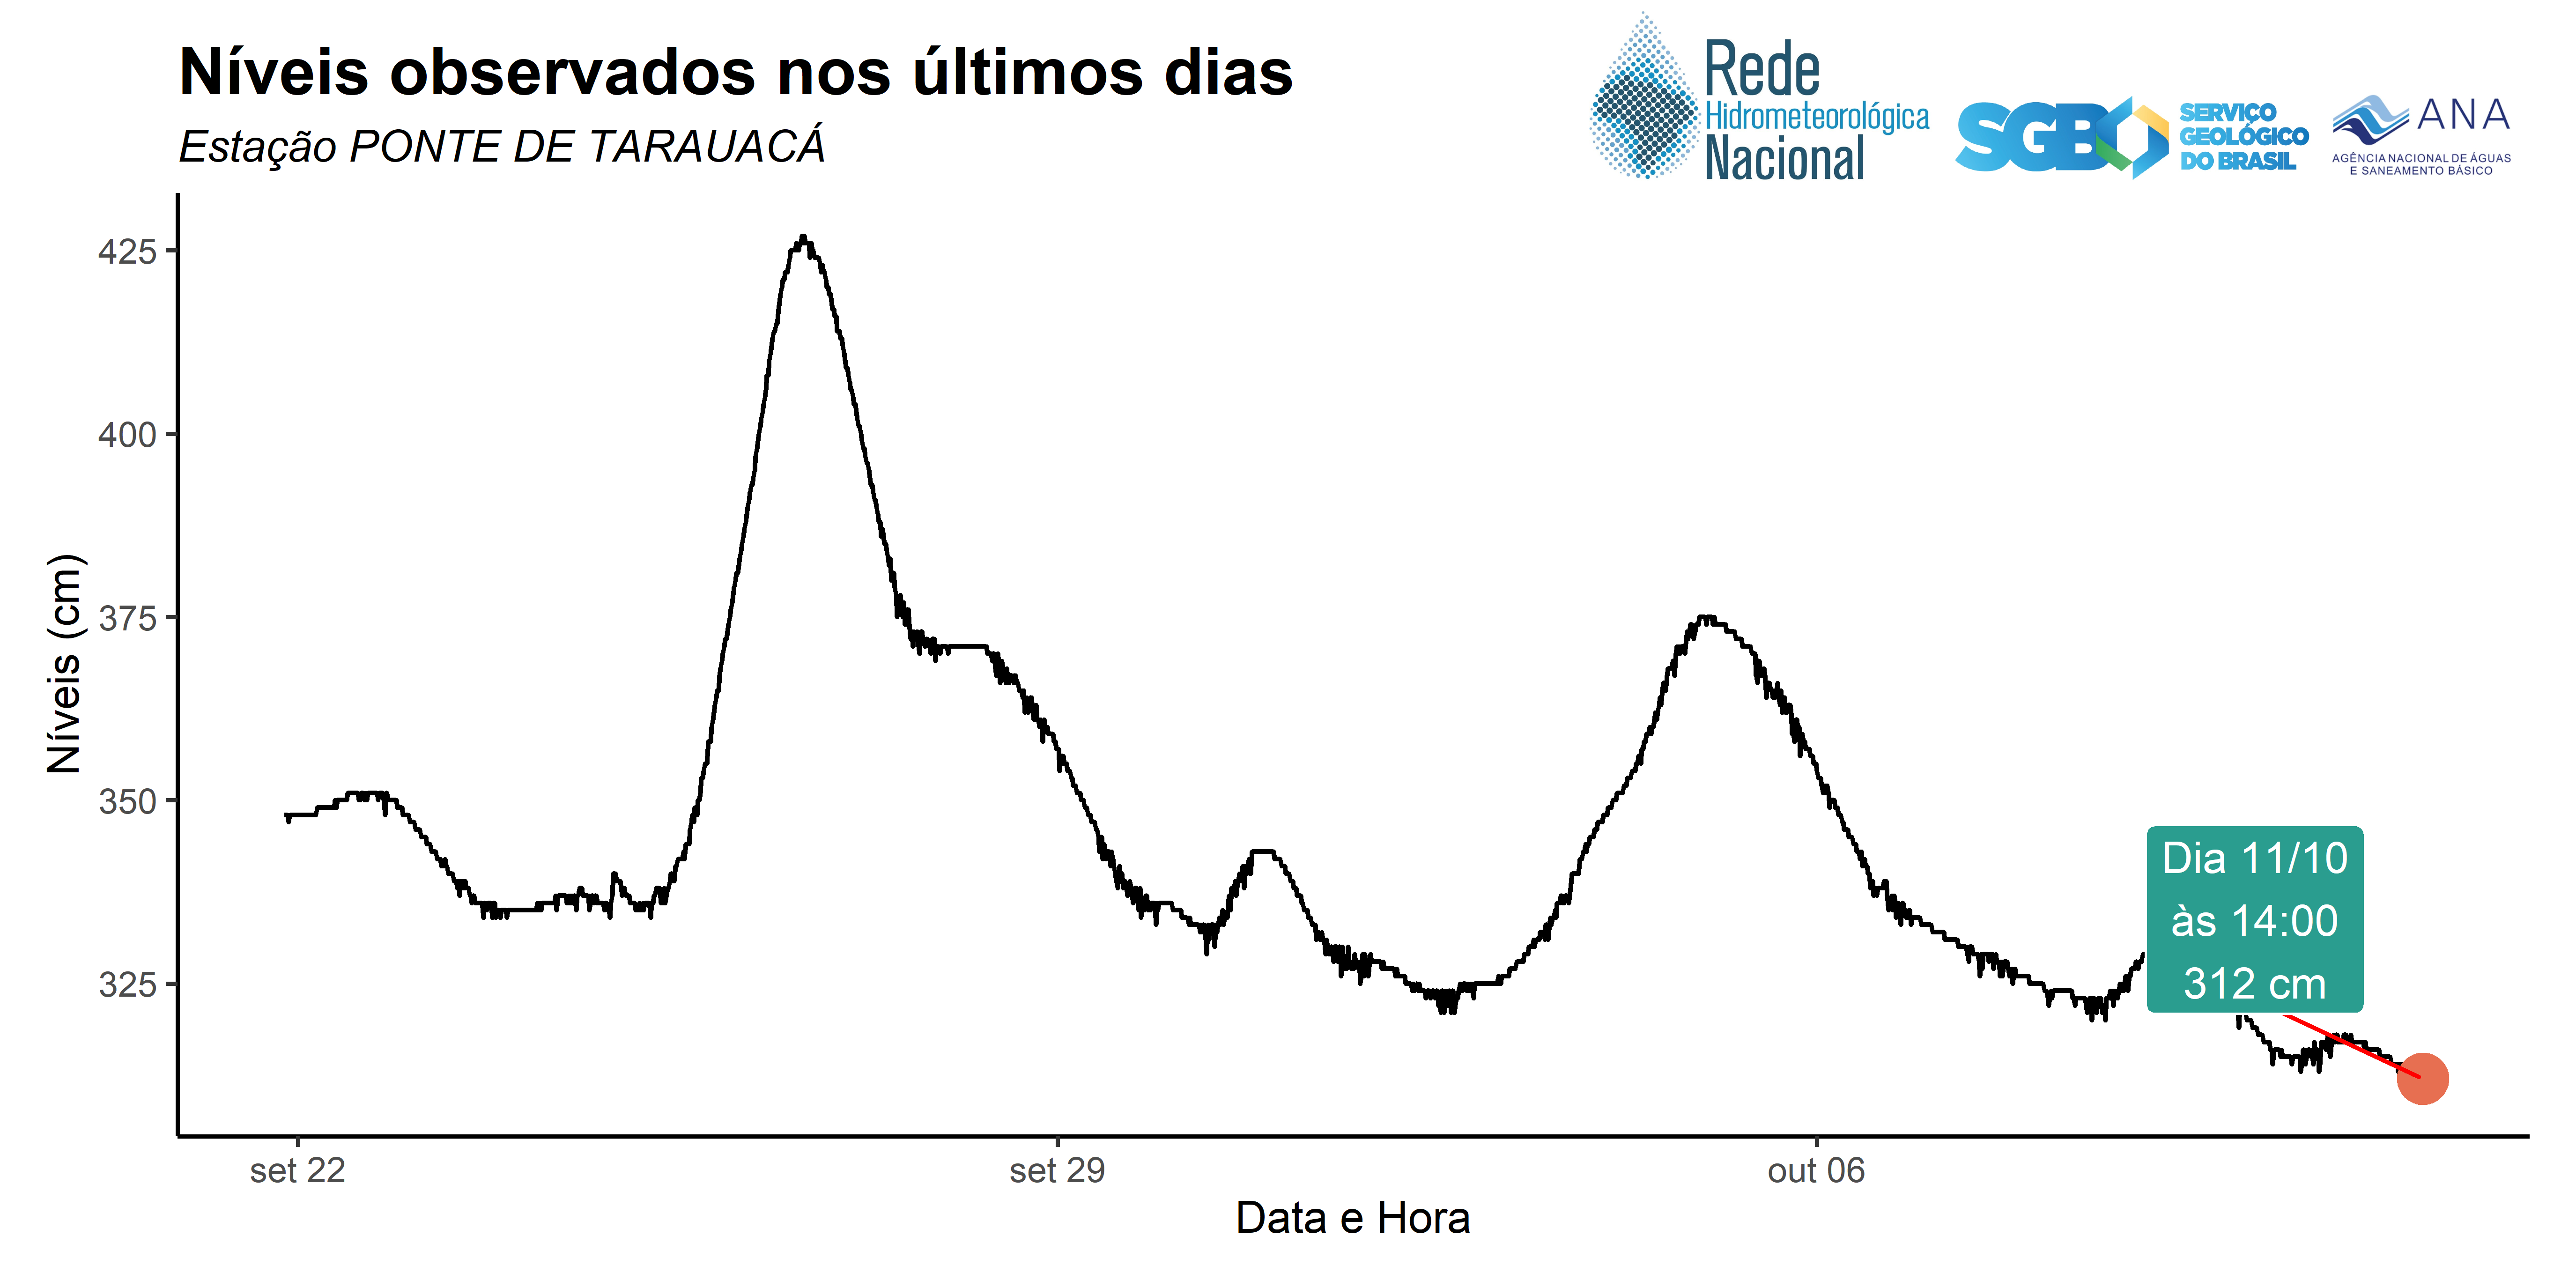 Níveis observados nos últimos dias
Estação PONTE DE TARAUACÁ
Rede
Hidrometeorológica
Nacional
SGB
SERVIÇO
GEOLÓGICO
DO BRASIL
ANA
AGÊNCIA NACIONAL DE ÁGUAS
E SANEAMENTO BÁSICO
Níveis (cm)
425
400
375
350
325
Dia 11/10
às 14:00
312 cm
set 22
set 29
out 06
Data e Hora